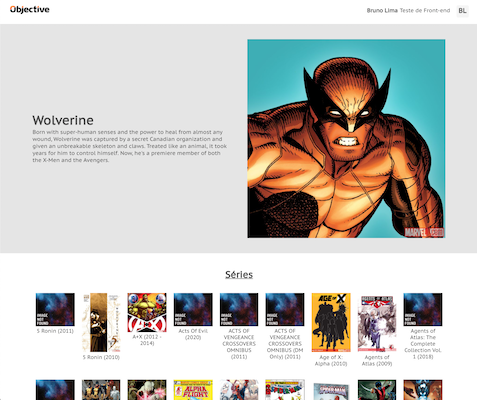 Objective
Bruno Lima Teste de Front-end BL
Wolverine
Born with super-human senses and the power to heal from almost any
wound, Wolverine was captured by a secret Canadian organization and
given an unbreakable skeleton and claws. Treated like an animal, it took
years for him to control himself. Now, he's a premiere member of both
the X-Men and the Avengers.
MARVEL
Séries
IMAGE
NOT
FOUND
5 Ronin (2011)
5 Ronin (2010)
A+X
A+X (2012 -
2014)
IMAGE
NOT
FOUND
Acts Of Evil
(2020)
IMAGE
NOT
FOUND
ACTS OF
VENGEANCE
CROSSOVERS
OMNIBUS
(2011)
IMAGE
NOT
FOUND
ACTS OF
VENGEANCE
CROSSOVERS
OMNIBUS (DM
Only) (2011)
AGE OF X
Age of X:
Alpha (2010)
AGENTS OF
ATLAS
Agents of
Atlas (2009)
IMAGE
NOT
FOUND
Agents of
Atlas: The
Complete
Collection Vol.
1 (2018)
ALPHA
FLIGHT